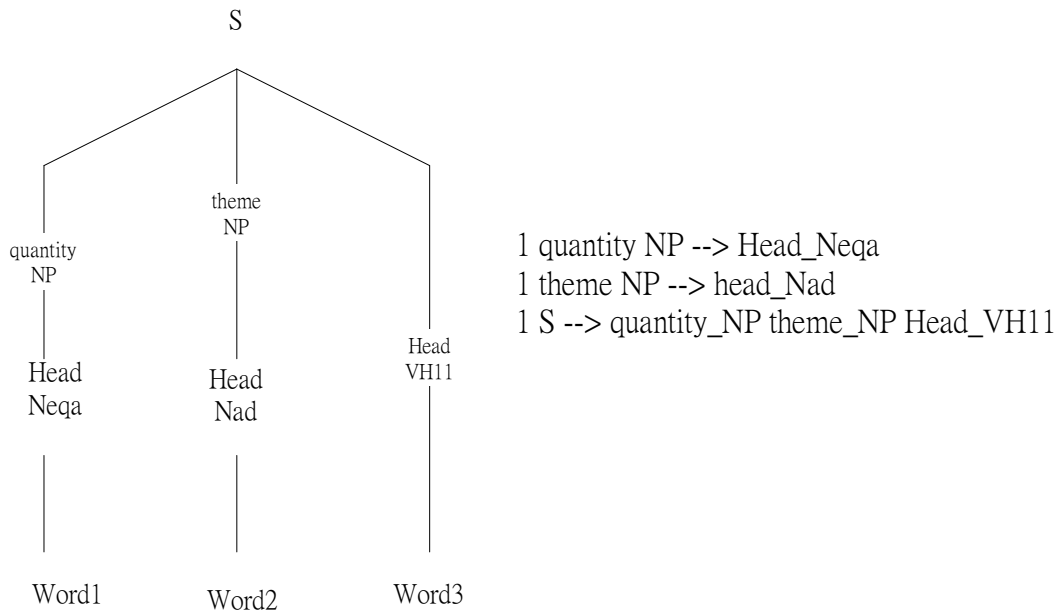 S
theme
NP
quantity
NP
1 quantity NP --> Head_Neqa
1 theme NP --> head_Nad
1 S --> quantity_NP theme_NP Head_VH11
Head
VH11
Head
Neqa
Head
Nad
Word1
Word2
Word3